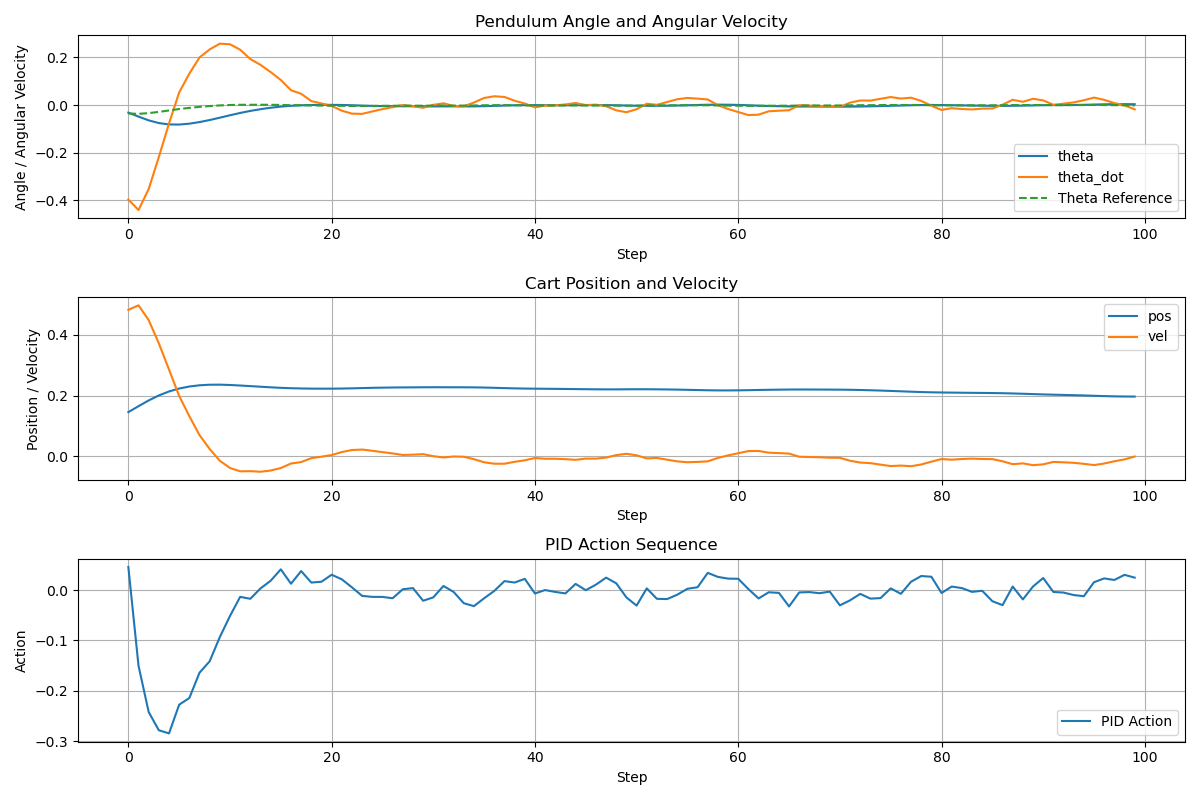 Pendulum Angle and Angular Velocity
Angle / Angular Velocity
0.2
0.0
−0.2
−0.4
theta
theta_dot
Theta Reference
0 20 40 60 80 100
Step
Cart Position and Velocity
Position / Velocity
0.4
0.2
0.0
pos
vel
0 20 40 60 80 100
Step
PID Action Sequence
Action
0.0
−0.1
−0.2
−0.3
PID Action
0 20 40 60 80 100
Step